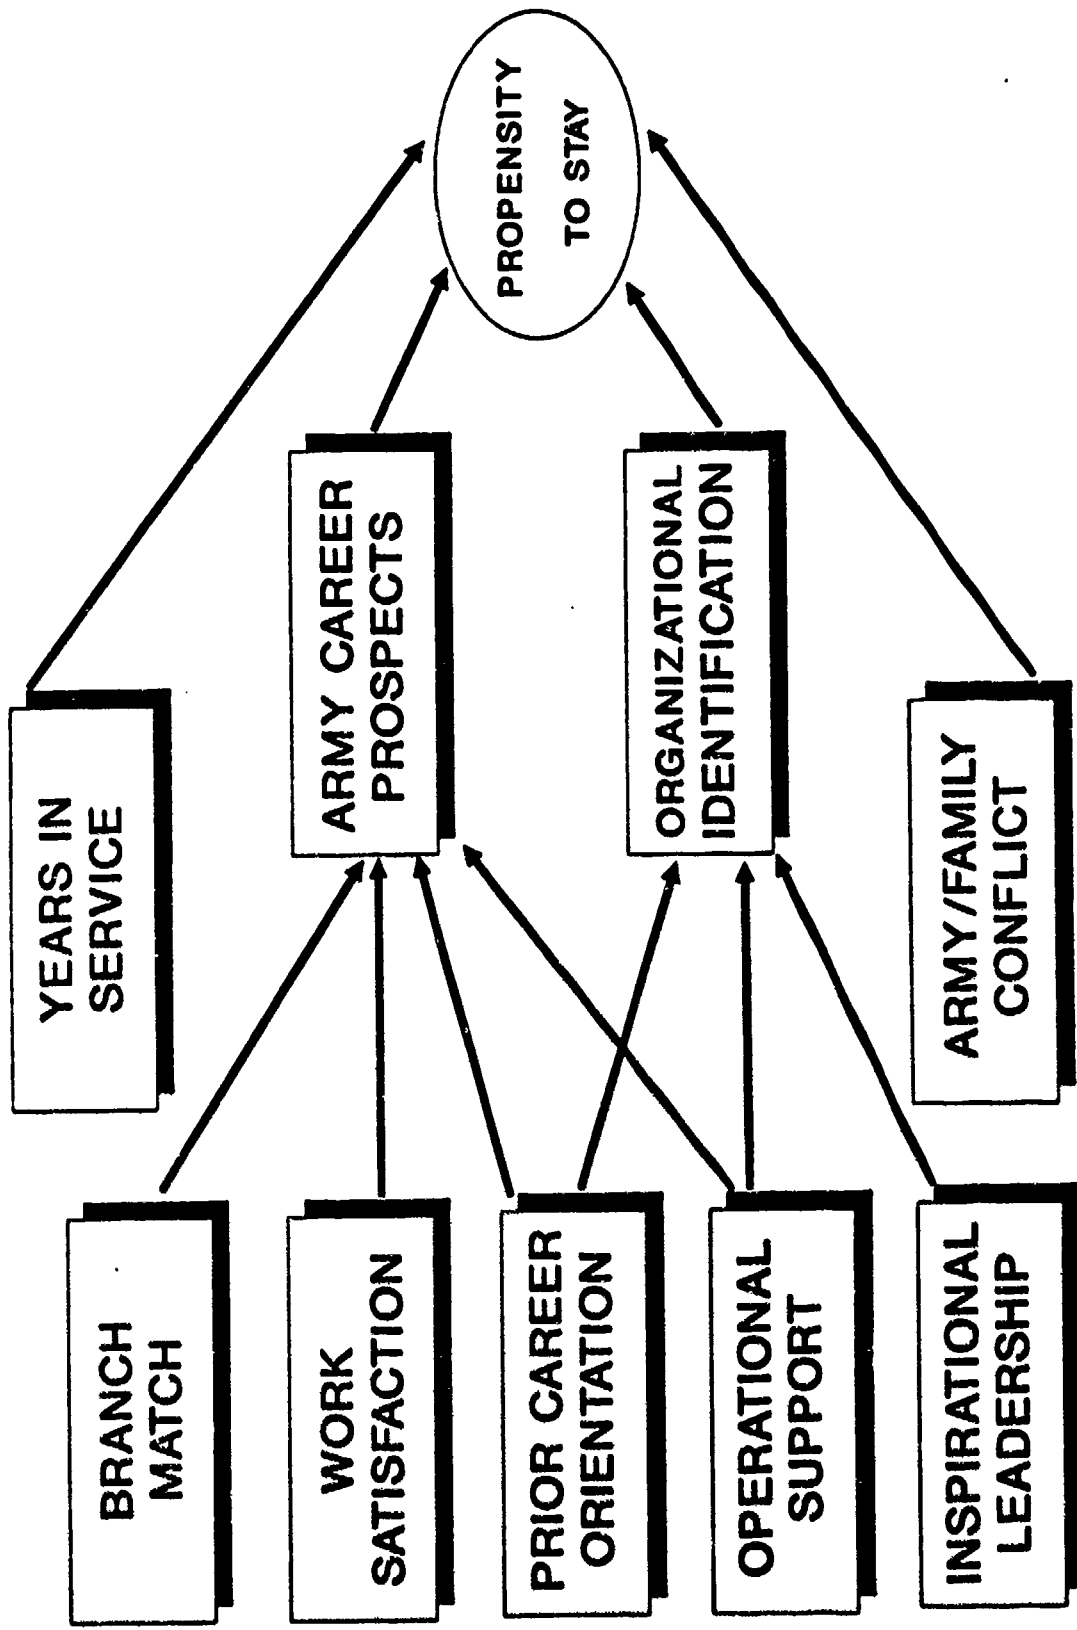 YEARS IN
SERVICE
BRANCH
MATCH
ARMY CAREER
PROSPECTS
WORK
SATISFACTION
PROPENSITY
TO STAY
PRIOR CAREER
ORIENTATION
ORGANIZATIONAL
IDENTIFICATION
OPERATIONAL
SUPPORT
ARMY/FAMILY
CONFLICT
INSPIRATIONAL
LEADERSHIP